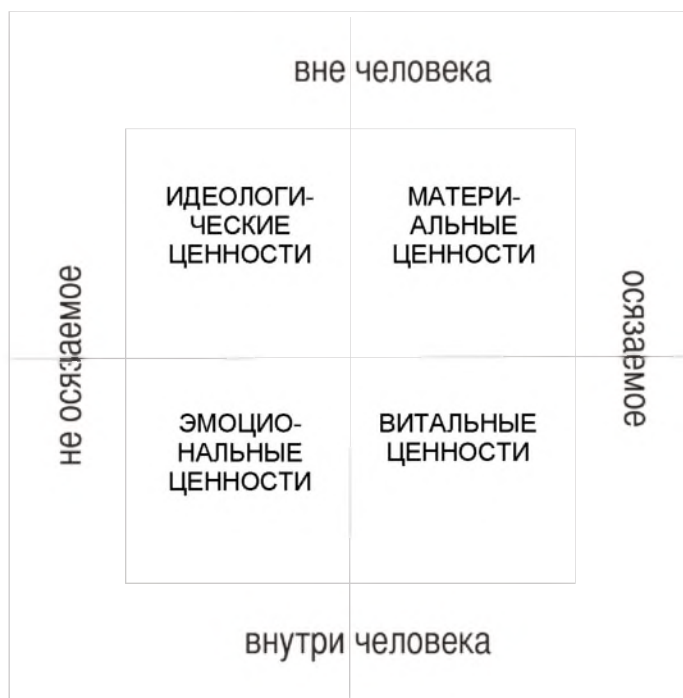 вне человека
ИДЕОЛОГИ-
ЧЕСКИЕ
ЦЕННОСТИ
МАТЕРИ-
АЛЬНЫЕ
ЦЕННОСТИ
не осязаемое
осязаемое
ЭМОЦИО-
НАЛЬНЫЕ
ЦЕННОСТИ
ВИТАЛЬНЫЕ
ЦЕННОСТИ
внутри человека